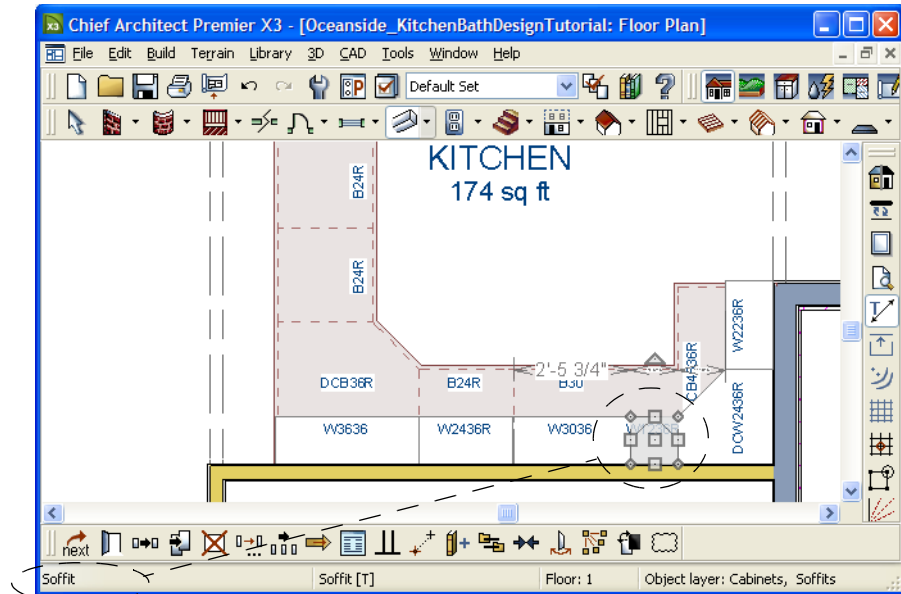 Chief Architect Premier X3 - [Oceanside_KitchenBathDesignTutorial: Floor Plan]
File Edit Build Terrain Library 3D CAD Tools Window Help
Default Set
KITCHEN
174 sq ft
B24R
B24R
W2236R
2'-5 3/4"
DCB36R
B24R
B30
DCW2436R
W3636
W2436R
W3036
next
Soffit
Soffit [T]
Floor: 1
Object layer: Cabinets, Soffits